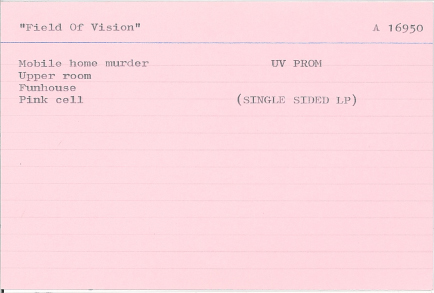 "Field Of Vision" A 16950
Mobile home murder UV PROM
Upper room
Funhouse
Pink cell (SINGLE SIDED LP)